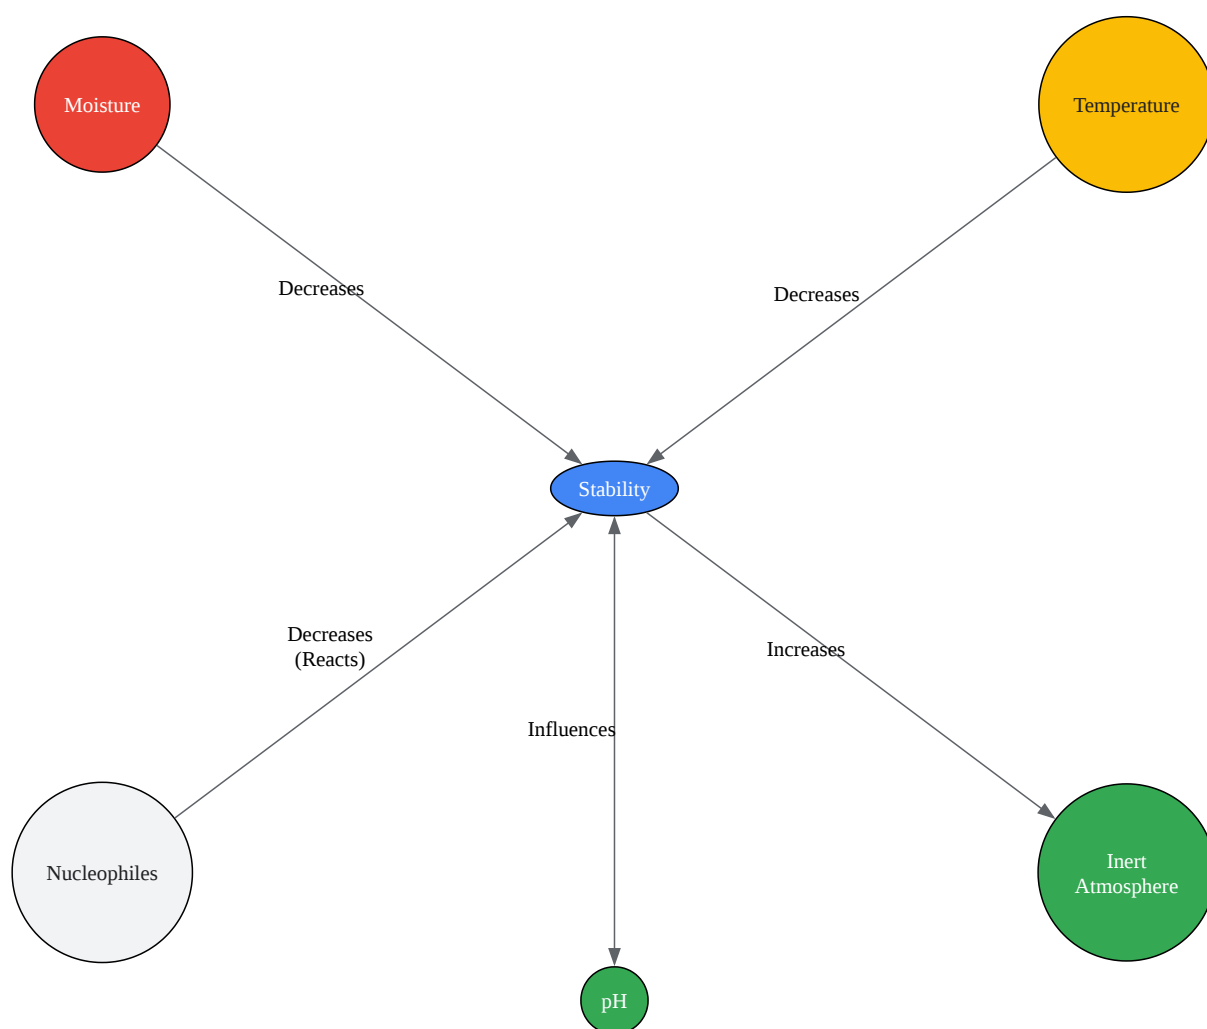 Moisture
Temperature
Decreases
Decreases
Stability
Decreases
(Reacts)
Increases
Influences
Nucleophiles
Inert
Atmosphere
pH